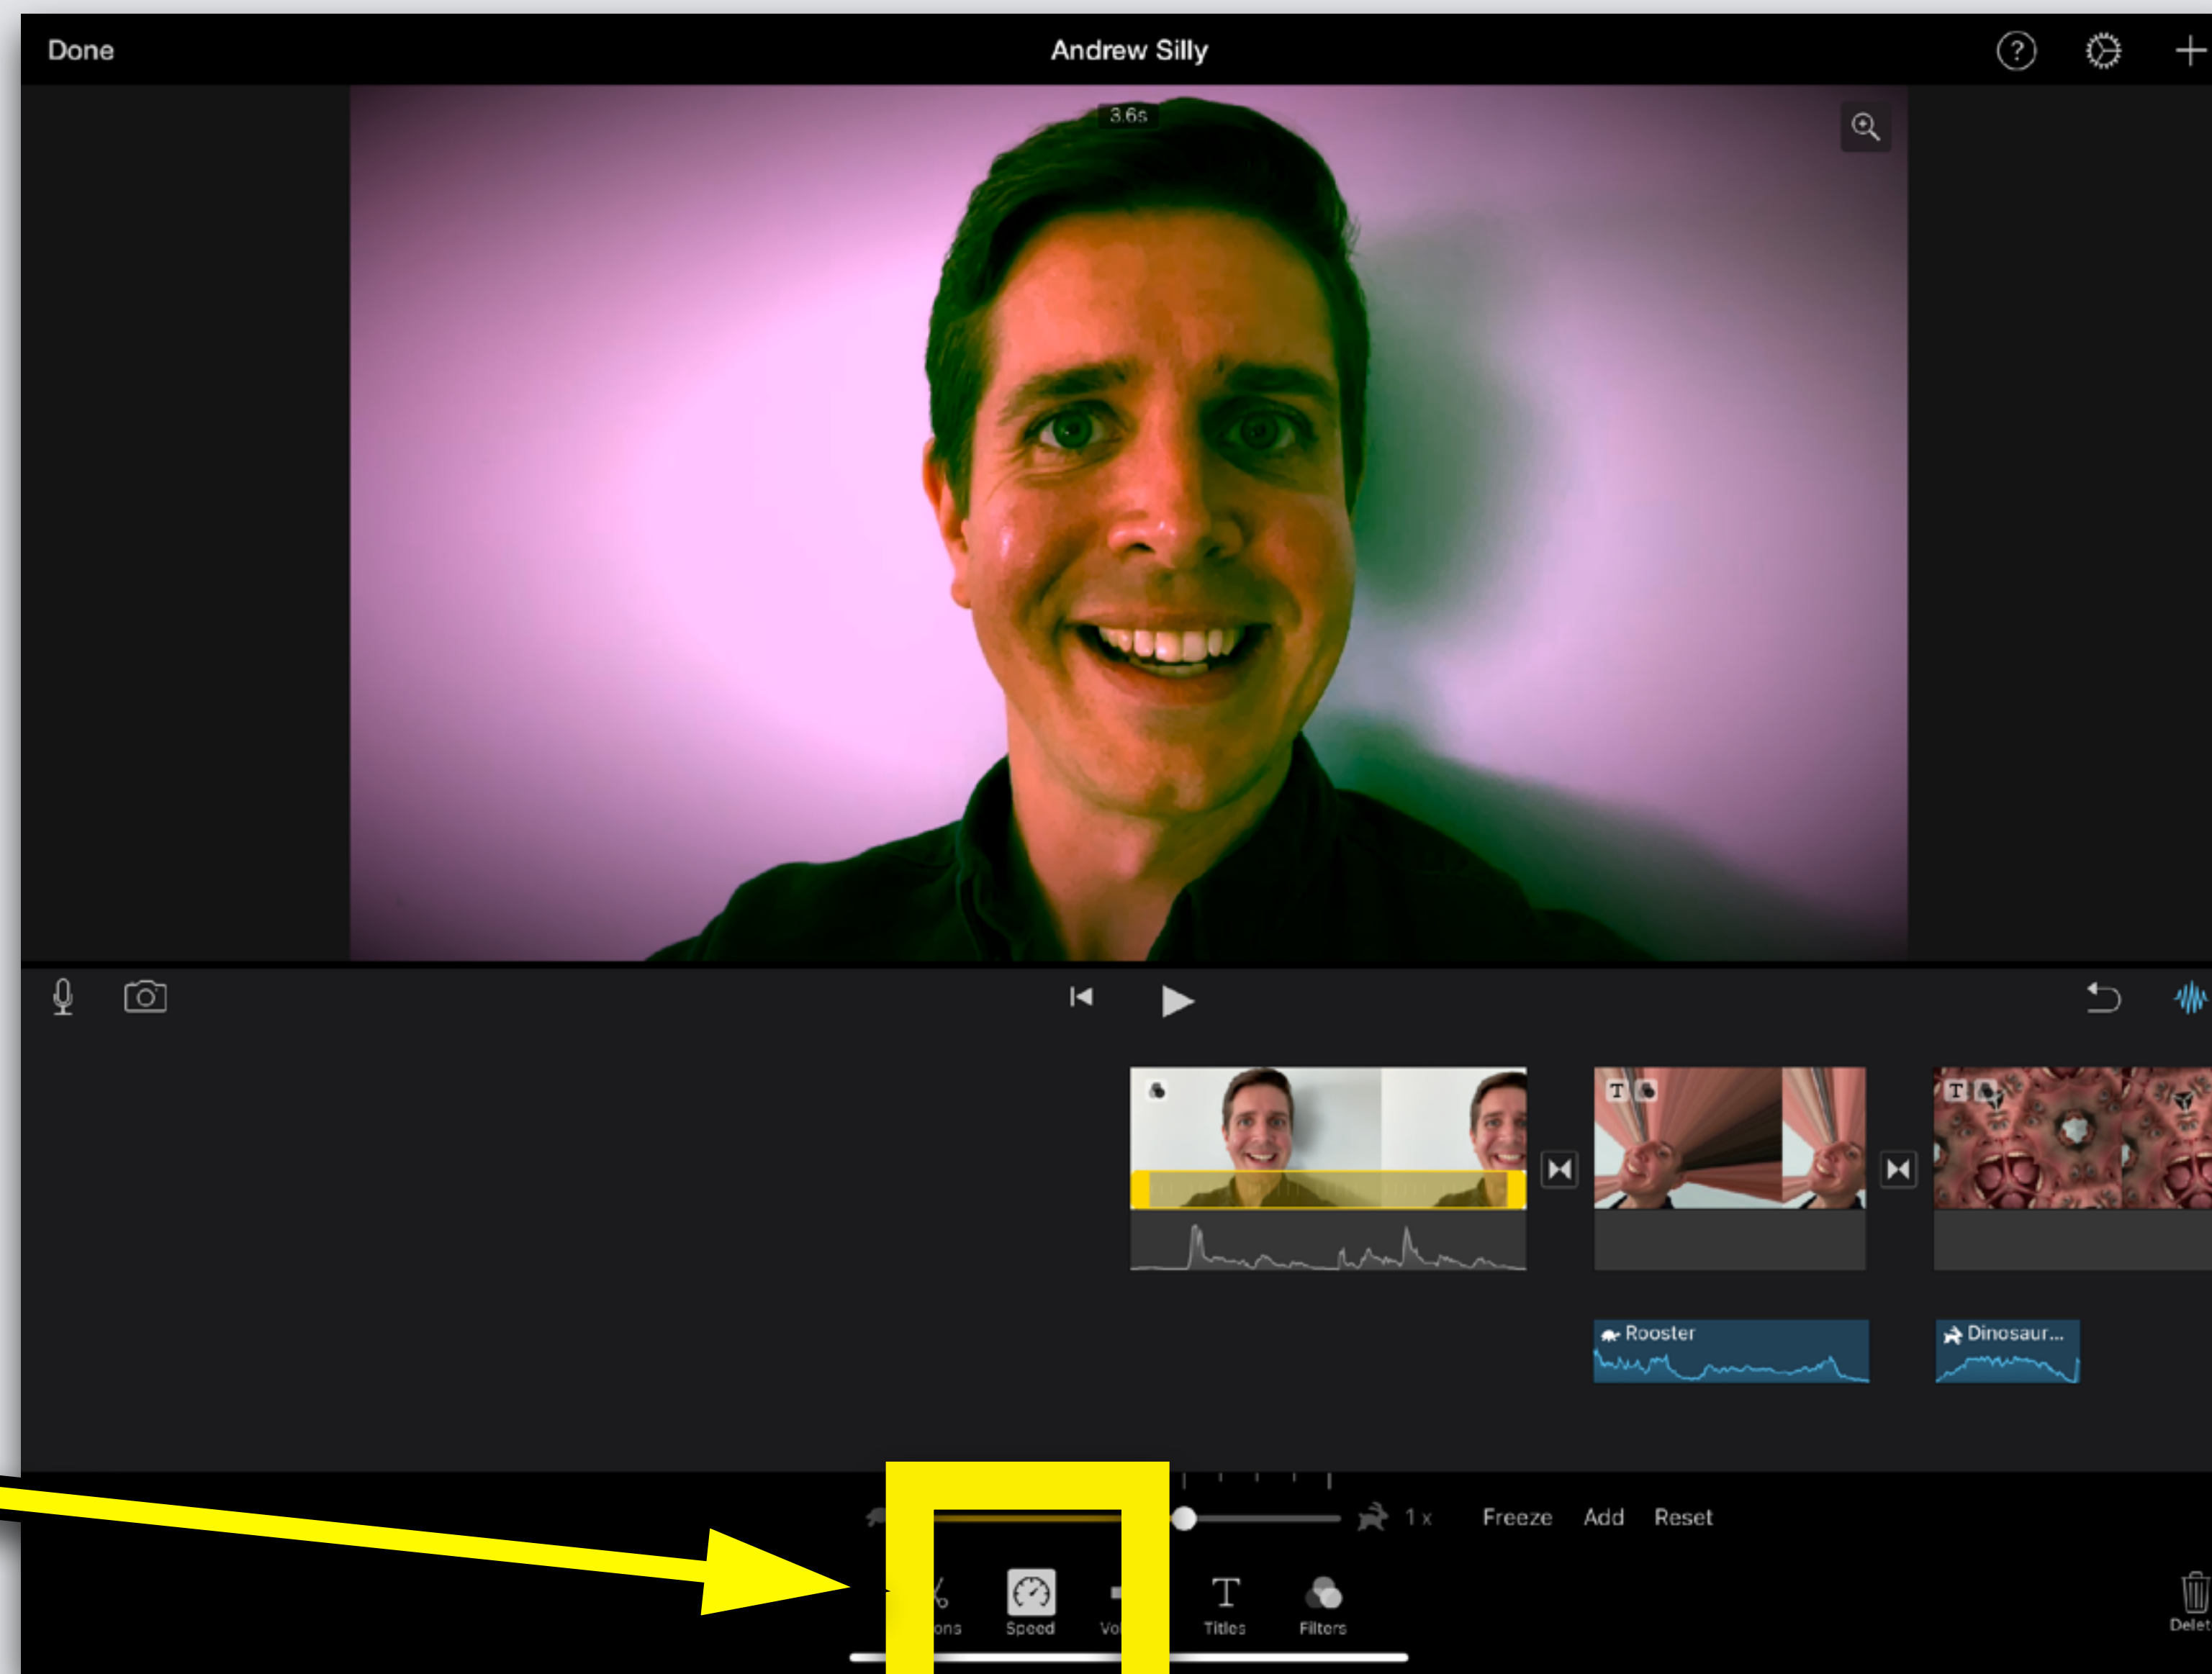 Done
Andrew Silly
?
3.6s
T
T
Rooster
Dinosaur...
1x
Freeze Add Reset
Speed
Titles
Filters